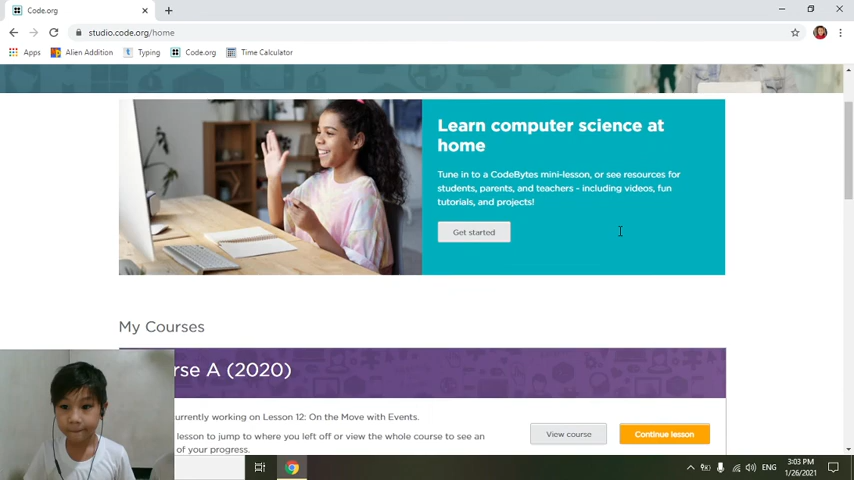 Code.org
studio.code.org/home
Apps
Alien Addition
Typing
Code.org
Time Calculator
Learn computer science at
home
Tune in to a CodeBytes mini-lesson, or see resources for
students, parents, and teachers - including videos, fun
tutorials, and projects!
Get started
My Courses
rse A (2020)
urrently working on Lesson 12: On the Move with Events.
lesson to jump to where you left off or view the whole course to see an
of your progress.
View course
Continue lesson
ENG
3:03 PM
1/26/2021